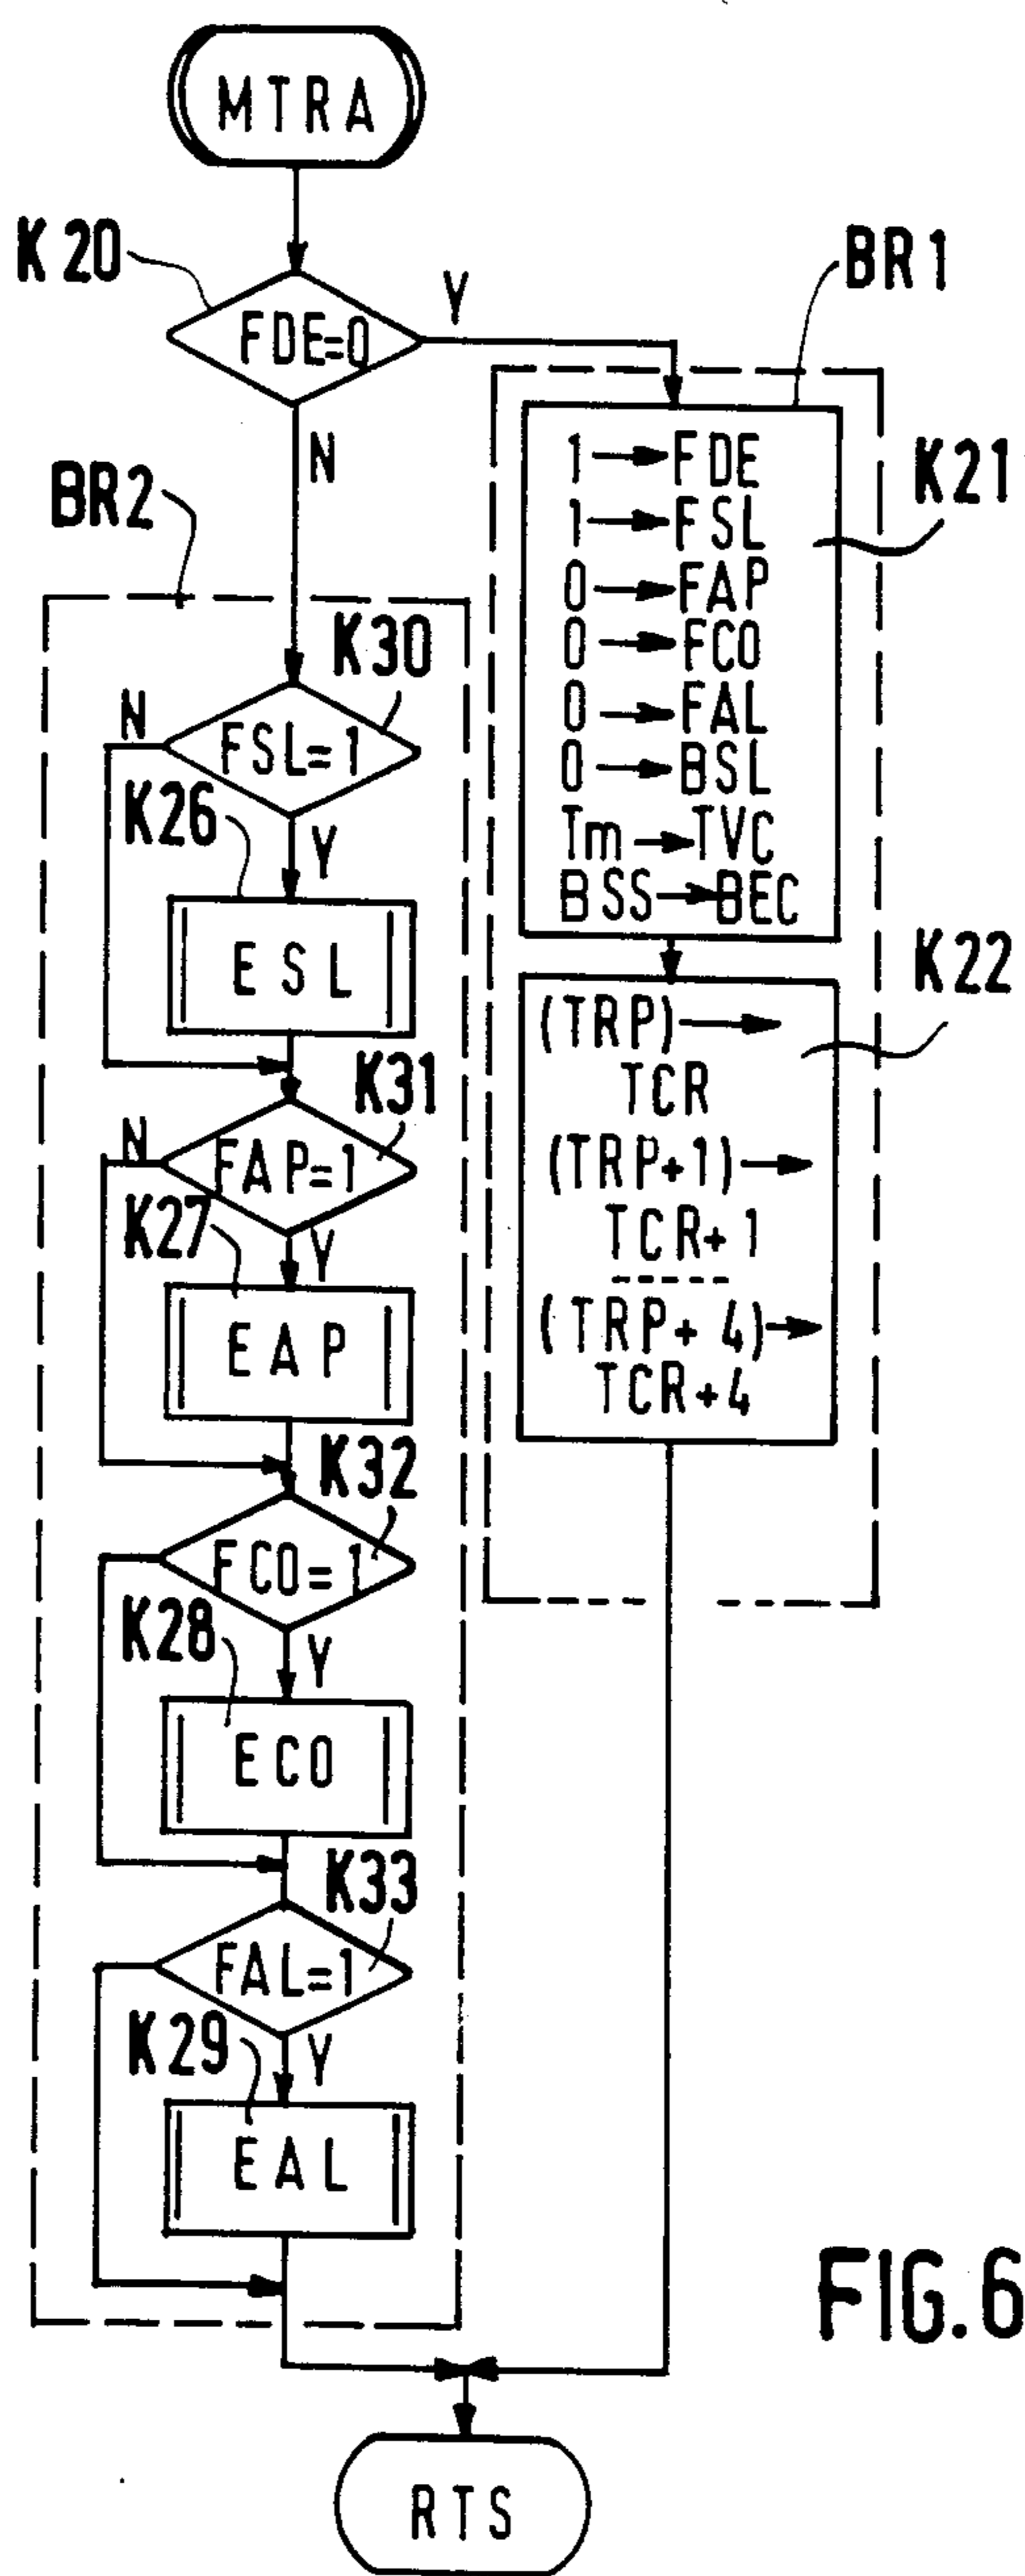 MTRA
K20
FDE=0
Y
BR1
N
BR2
1→FDE
K21
1→FSL
0→FAP
0→FCO
0→FAL
0→BSL
Tm→TVC
BSS→BEC
K30
N
FSL=1
K26
Y
ESL
K22
(TRP)→
TCR
(TRP+1)→
TCR+1
(TRP+4)→
TCR+4
K31
N
FAP=1
K27
Y
EAP
K32
FCO=1
K28
Y
ECO
K33
FAL=1
K29
Y
EAL
FIG.6
RTS